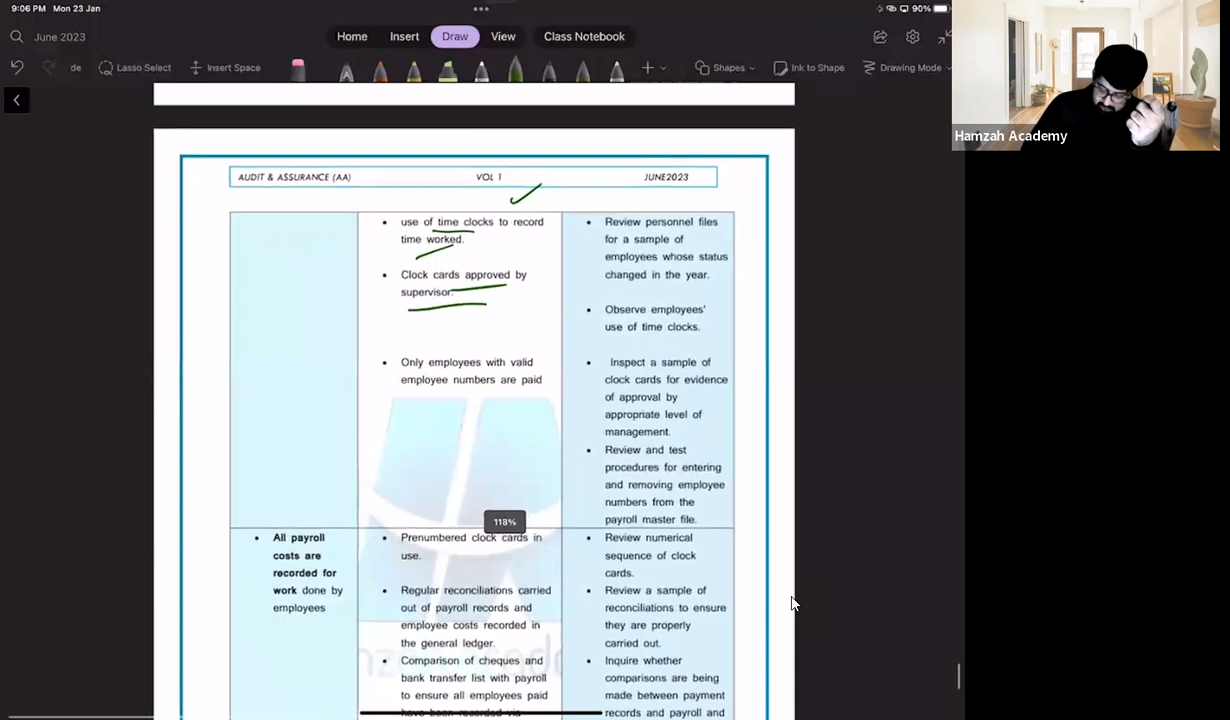 9:06 PM Mon 23 Jan
90%
June 2023
Home Insert Draw View Class Notebook
de Lasso Select Insert Space Shapes Ink to Shape Drawing Mode
Hamzah Academy
AUDIT & ASSURANCE (AA) VOL 1 JUNE2023
• use of time clocks to record
time worked.
• Clock cards approved by
supervisor.
• Only employees with valid
employee numbers are paid
• Review personnel files
for a sample of
employees whose status
changed in the year.
• Observe employees'
use of time clocks.
• Inspect a sample of
clock cards for evidence
of approval by
appropriate level of
management.
• Review and test
procedures for entering
and removing employee
numbers from the
payroll master file.
118%
• All payroll
costs are
recorded for
work done by
employees
• Prenumbered clock cards in
use.
• Regular reconciliations carried
out of payroll records and
employee costs recorded in
the general ledger.
• Comparison of cheques and
bank transfer list with payroll
to ensure all employees paid
have been recorded via
• Review numerical
sequence of clock
cards.
• Review a sample of
reconciliations to ensure
they are properly
carried out.
• Inquire whether
comparisons are being
made between payment
records and payroll and